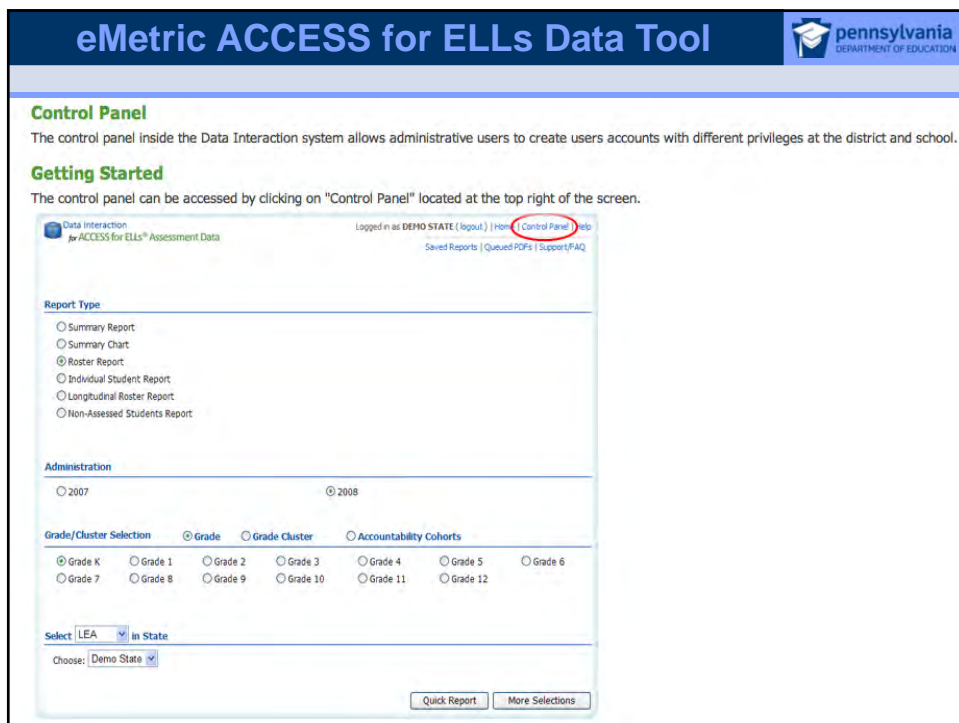 eMetric ACCESS for ELLs Data Tool
pennsylvania
DEPARTMENT OF EDUCATION
Control Panel
The control panel inside the Data Interaction system allows administrative users to create users accounts with different privileges at the district and school.
Getting Started
The control panel can be accessed by clicking on "Control Panel" located at the top right of the screen.
Data Interaction
for ACCESS for ELLs® Assessment Data
Logged in as DEMO STATE ( logout ) | Home | Control Panel | Help
Saved Reports | Queued PDFs | Support/FAQ
Report Type
Summary Report
Summary Chart
Roster Report
Individual Student Report
Longitudinal Roster Report
Non-Assessed Students Report
Administration
2007 2008
Grade/Cluster Selection Grade Grade Cluster Accountability Cohorts
Grade K Grade 1 Grade 2 Grade 3 Grade 4 Grade 5 Grade 6
Grade 7 Grade 8 Grade 9 Grade 10 Grade 11 Grade 12
Select LEA in State
Choose: Demo State
Quick Report More Selections